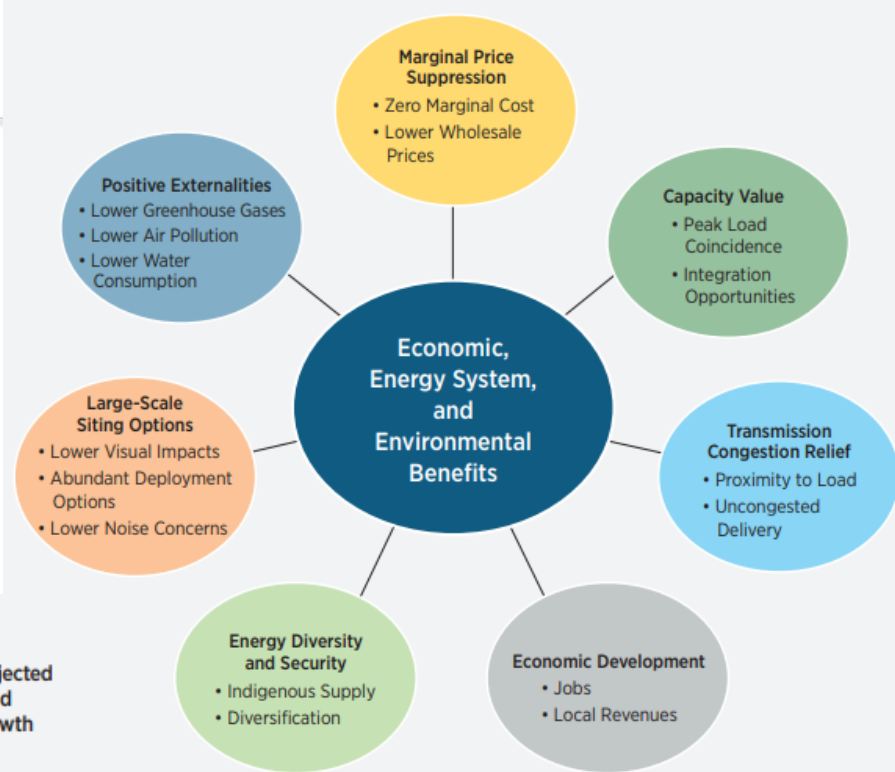 Marginal Price
Suppression
• Zero Marginal Cost
• Lower Wholesale
Prices
Positive Externalities
• Lower Greenhouse Gases
• Lower Air Pollution
• Lower Water
Consumption
Capacity Value
• Peak Load
Coincidence
• Integration
Opportunities
Economic,
Energy System,
and
Environmental
Benefits
Large-Scale
Siting Options
• Lower Visual Impacts
• Abundant Deployment
Options
• Lower Noise Concerns
Transmission
Congestion Relief
• Proximity to Load
• Uncongested
Delivery
Energy Diversity
and Security
• Indigenous Supply
• Diversification
Economic Development
• Jobs
• Local Revenues